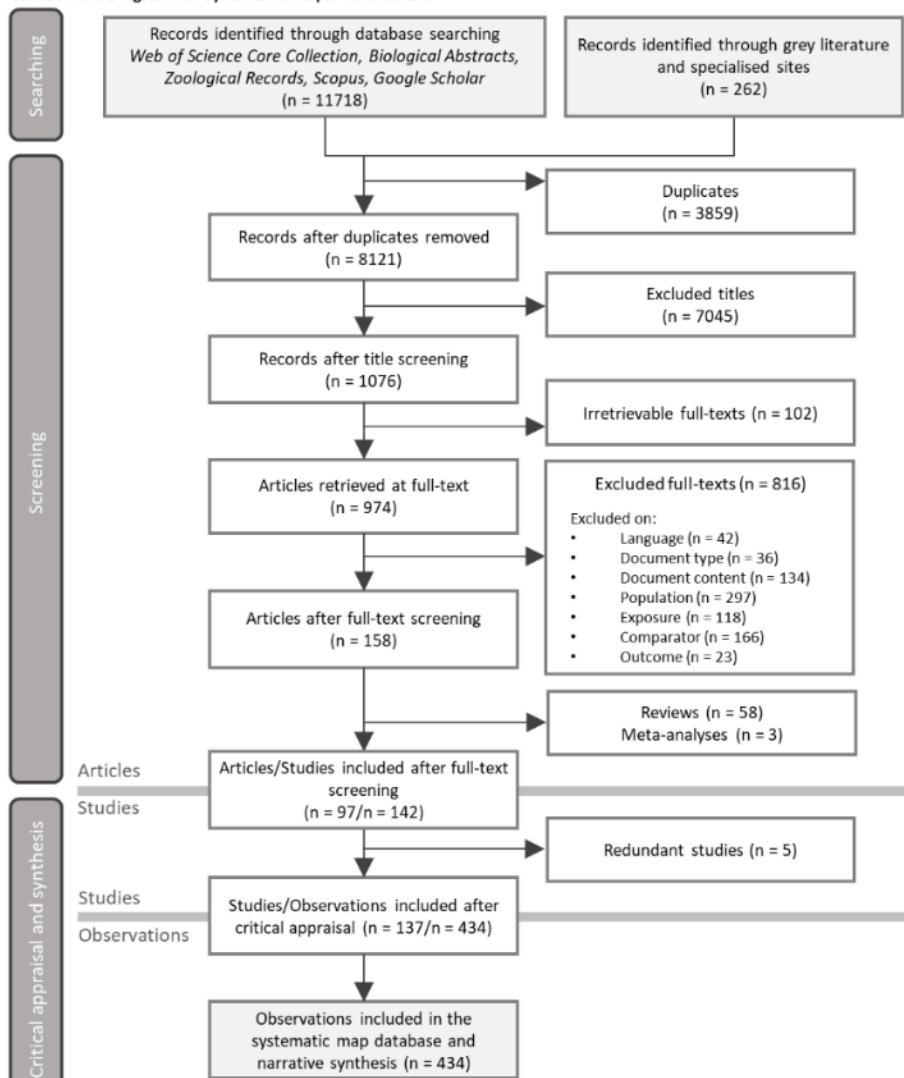 Searching
Records identified through database searching
Web of Science Core Collection, Biological Abstracts,
Zoological Records, Scopus, Google Scholar
(n = 11718)
Records identified through grey literature
and specialised sites
(n = 262)
Screening
Duplicates
(n = 3859)
Records after duplicates removed
(n = 8121)
Excluded titles
(n = 7045)
Records after title screening
(n = 1076)
Irretrievable full-texts (n = 102)
Articles retrieved at full-text
(n = 974)
Excluded full-texts (n = 816)
Excluded on:
• Language (n = 42)
• Document type (n = 36)
• Document content (n = 134)
• Population (n = 297)
• Exposure (n = 118)
• Comparator (n = 166)
• Outcome (n = 23)
Articles after full-text screening
(n = 158)
Reviews (n = 58)
Meta-analyses (n = 3)
Articles/Studies included after full-text
screening
(n = 97/n = 142)
Articles
Studies
Critical appraisal and synthesis
Redundant studies (n = 5)
Studies/Observations included after
critical appraisal (n = 137/n = 434)
Studies
Observations
Observations included in the
systematic map database and
narrative synthesis (n = 434)